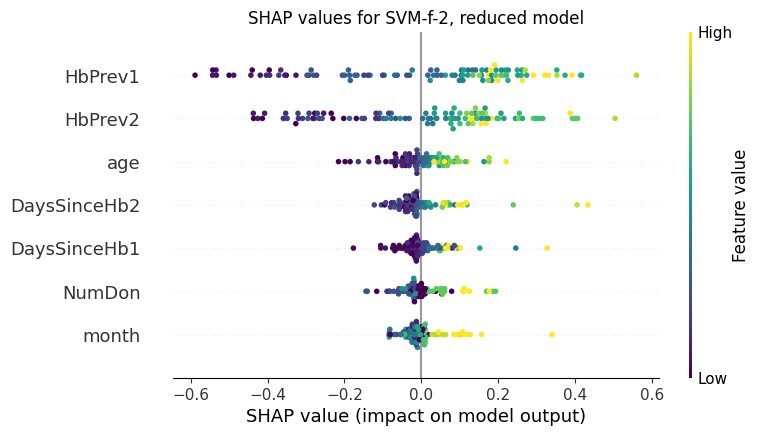 SHAP values for SVM-f-2, reduced model
High
HbPrev1
HbPrev2
age
DaysSinceHb2
DaysSinceHb1
NumDon
month
Feature value
Low
−0.6 −0.4 −0.2 0.0 0.2 0.4 0.6
SHAP value (impact on model output)